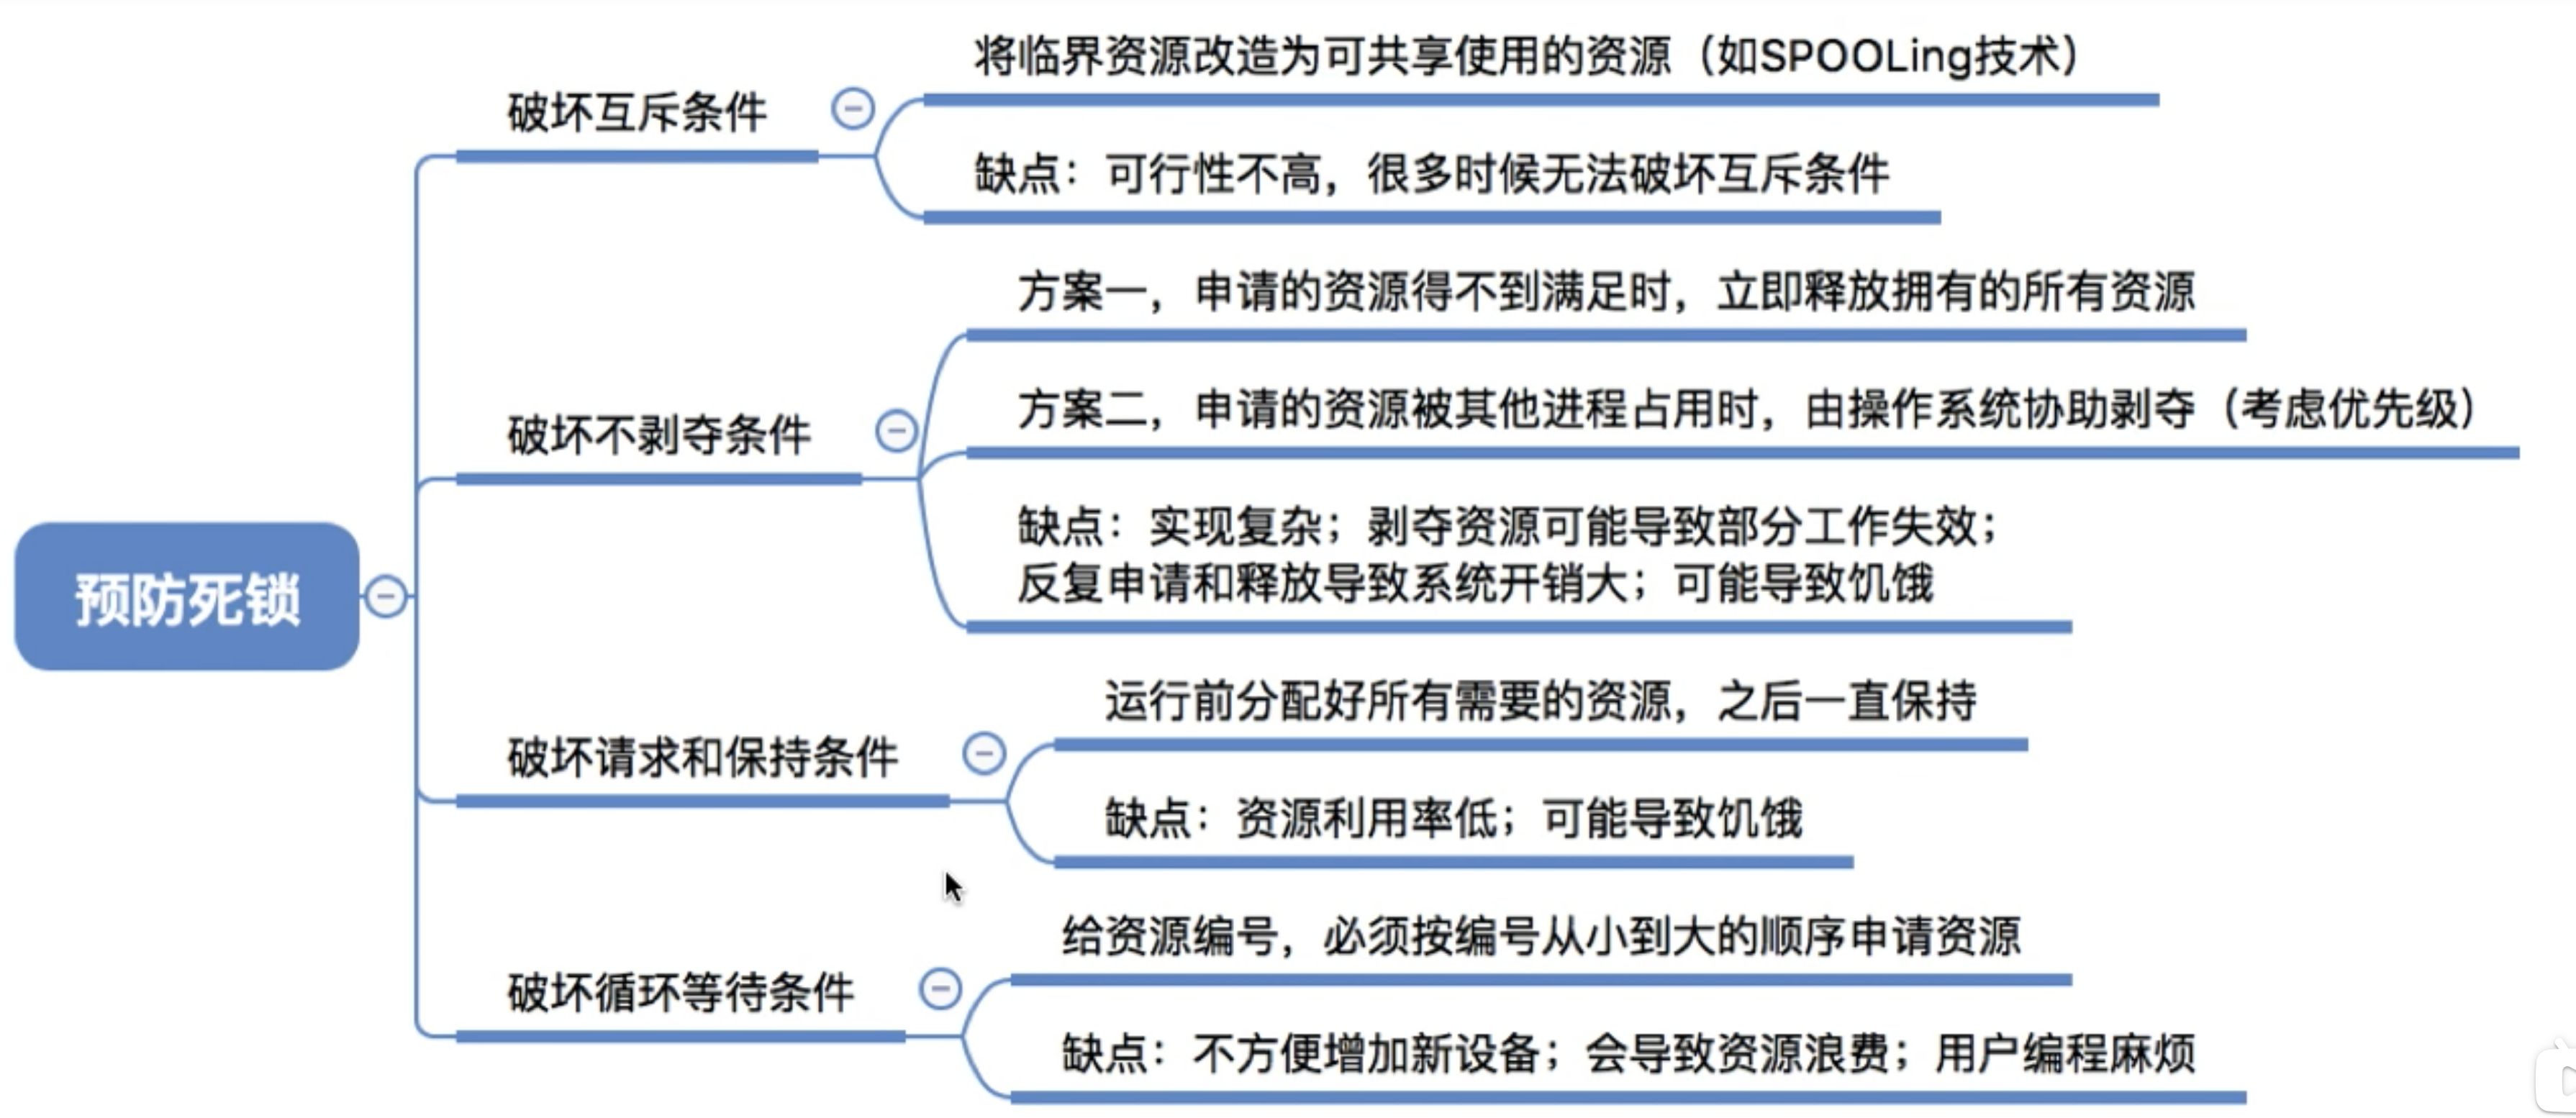 预防死锁
破坏互斥条件
将临界资源改造为可共享使用的资源（如SPOOLing技术）
缺点：可行性不高，很多时候无法破坏互斥条件
破坏不剥夺条件
方案一，申请的资源得不到满足时，立即释放拥有的所有资源
方案二，申请的资源被其他进程占用时，由操作系统协助剥夺（考虑优先级）
缺点：实现复杂；剥夺资源可能导致部分工作失效；
反复申请和释放导致系统开销大；可能导致饥饿
破坏请求和保持条件
运行前分配好所有需要的资源，之后一直保持
缺点：资源利用率低；可能导致饥饿
破坏循环等待条件
给资源编号，必须按编号从小到大的顺序申请资源
缺点：不方便增加新设备；会导致资源浪费；用户编程麻烦